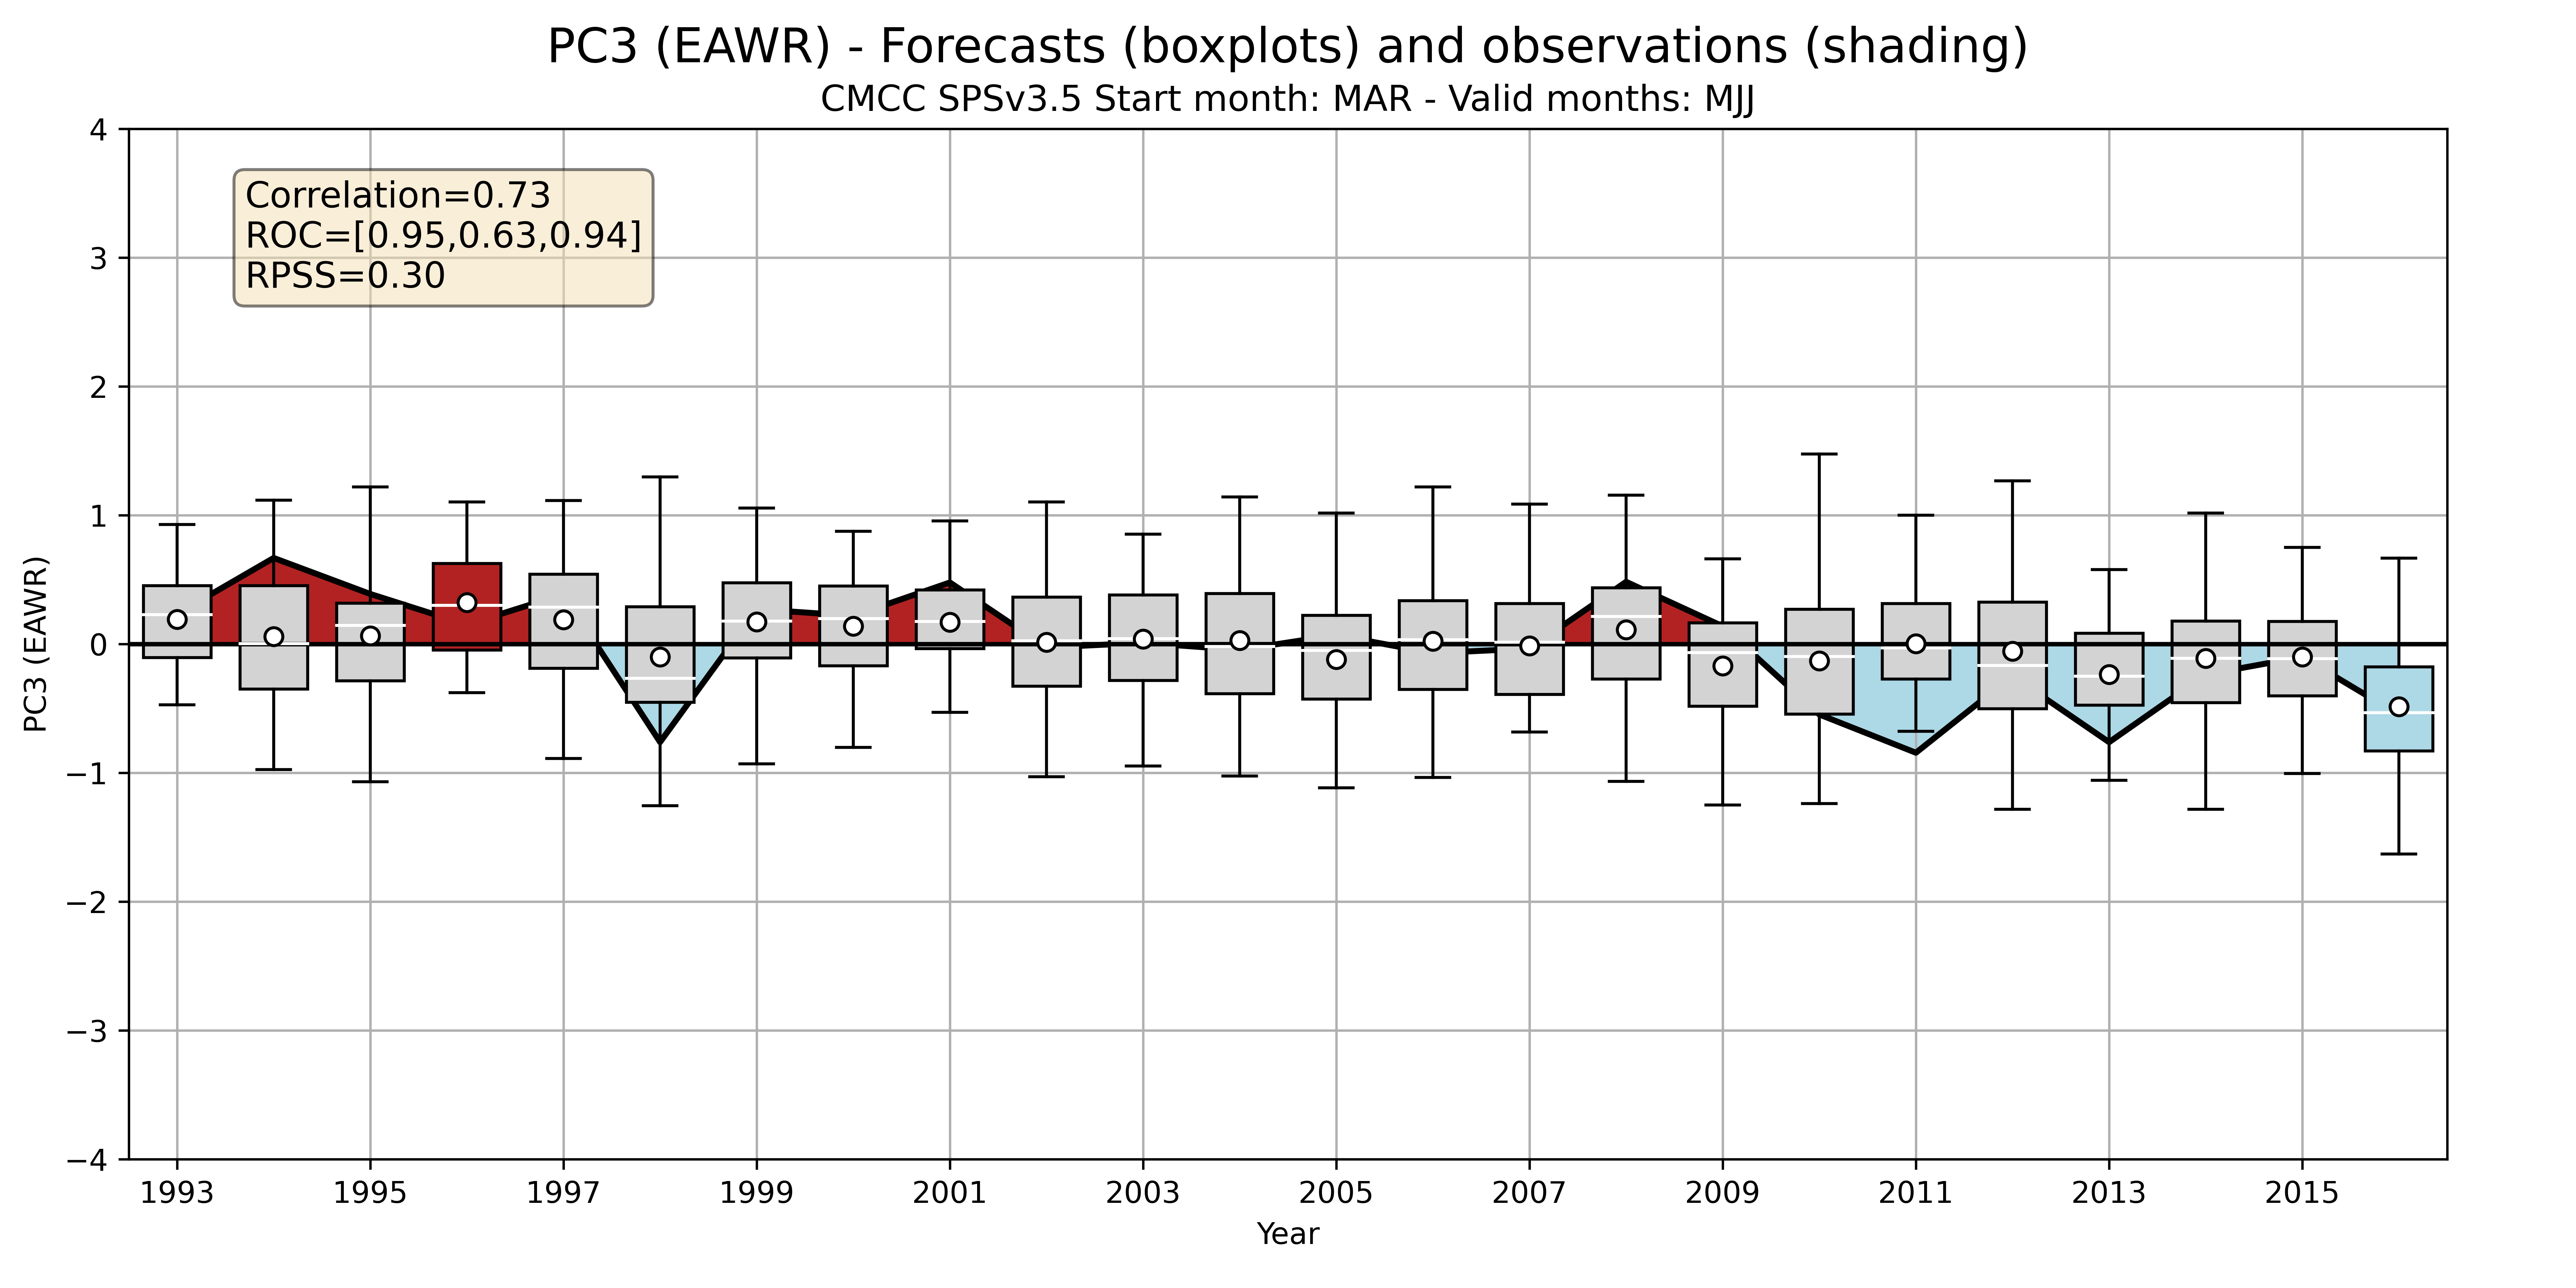 PC3 (EAWR) - Forecasts (boxplots) and observations (shading)
CMCC SPSv3.5 Start month: MAR - Valid months: MJJ
Correlation=0.73
ROC=[0.95,0.63,0.94]
RPSS=0.30
PC3 (EAWR)
4
3
2
1
0
−1
−2
−3
−4
1993 1995 1997 1999 2001 2003 2005 2007 2009 2011 2013 2015
Year